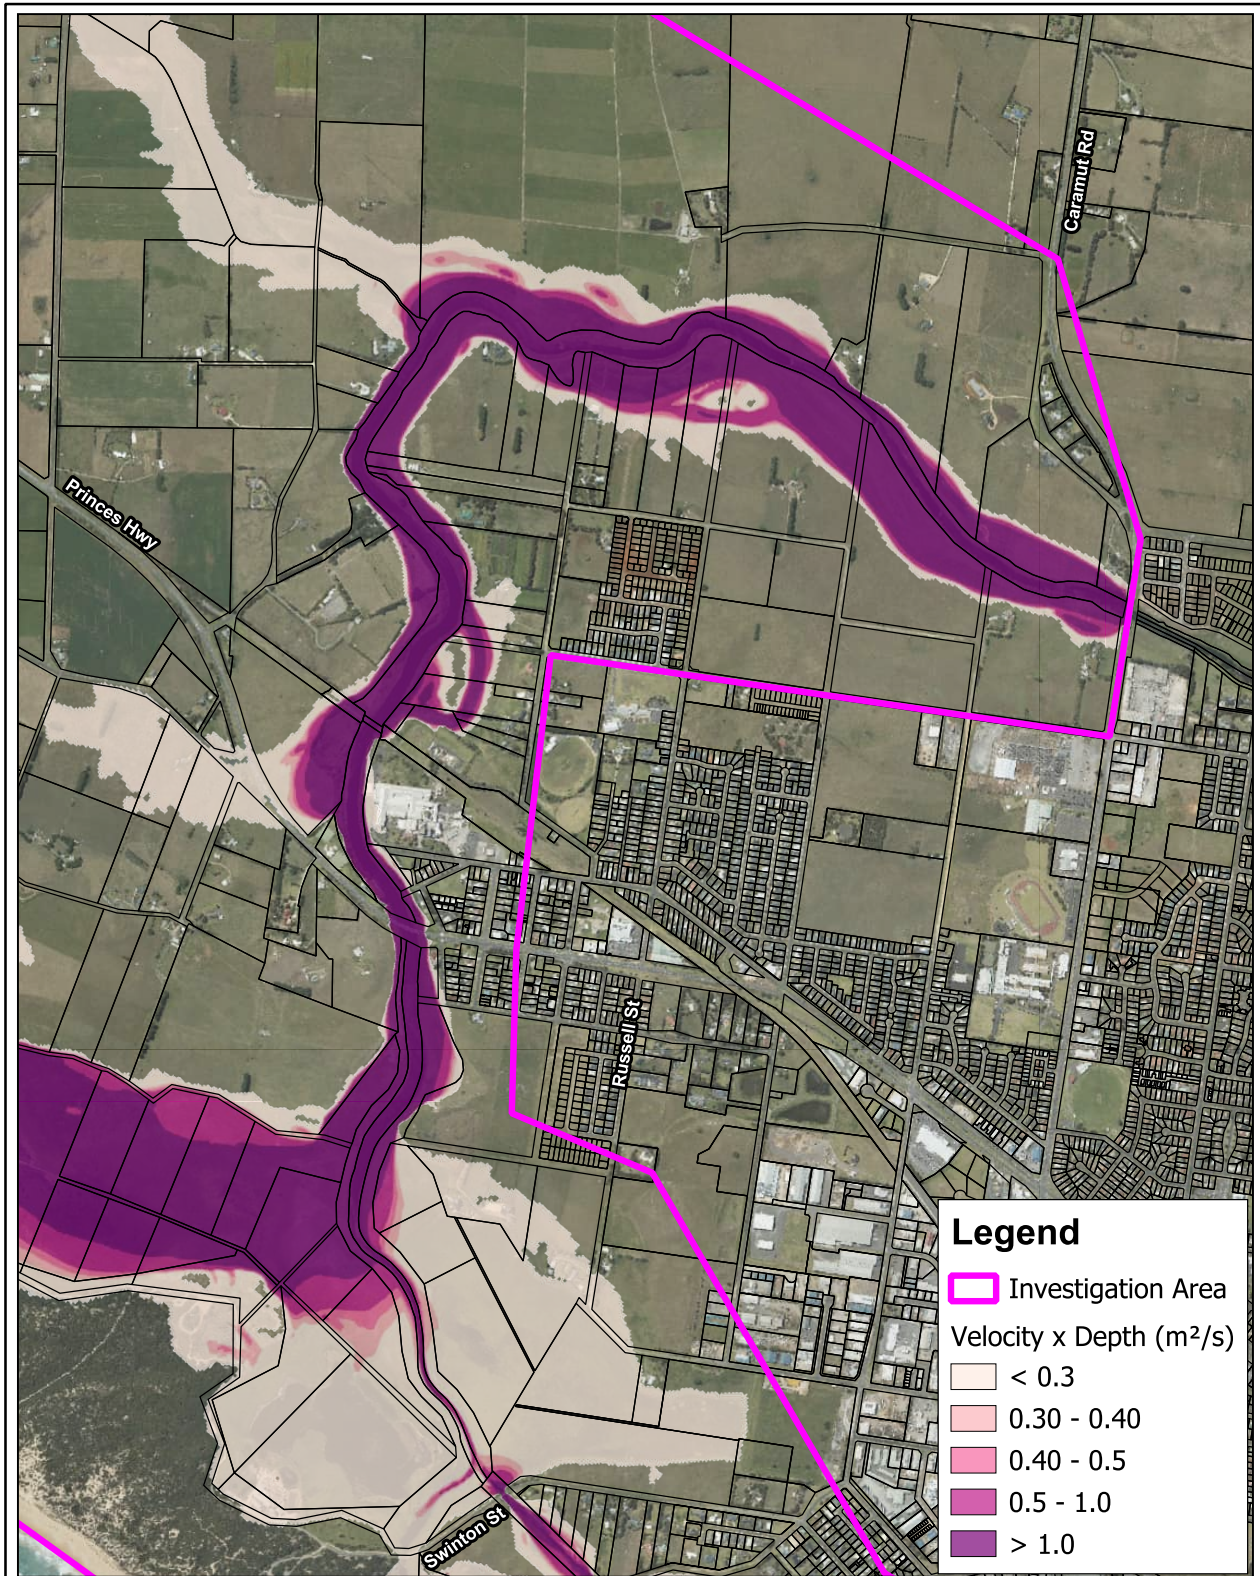 Caramut Rd
Princes Hwy
Russell St
Swinton St
Legend
Investigation Area
Velocity x Depth (m²/s)
< 0.3
0.30 - 0.40
0.40 - 0.5
0.5 - 1.0
> 1.0